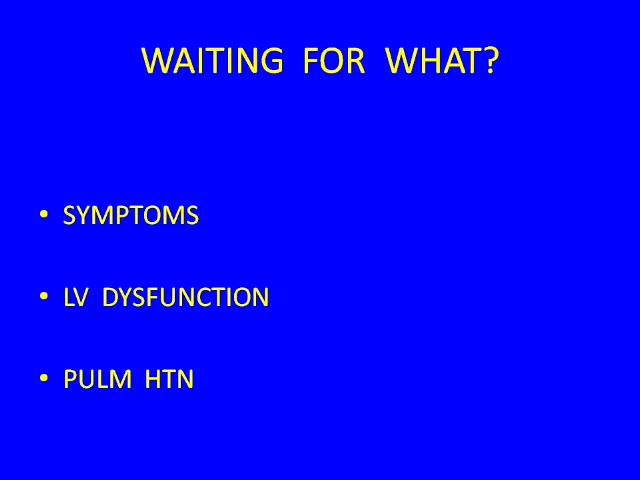 WAITING FOR WHAT?
• SYMPTOMS
• LV DYSFUNCTION
• PULM HTN